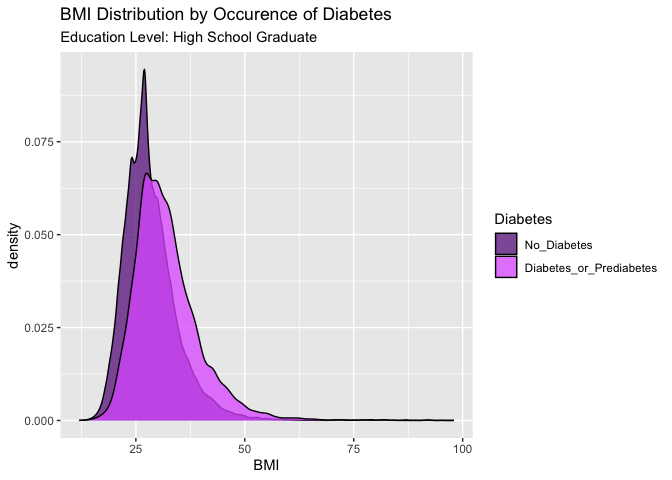 BMI Distribution by Occurence of Diabetes
Education Level: High School Graduate
density
0.075
0.050
0.025
0.000
25
50
75
100
BMI
Diabetes
No_Diabetes
Diabetes_or_Prediabetes